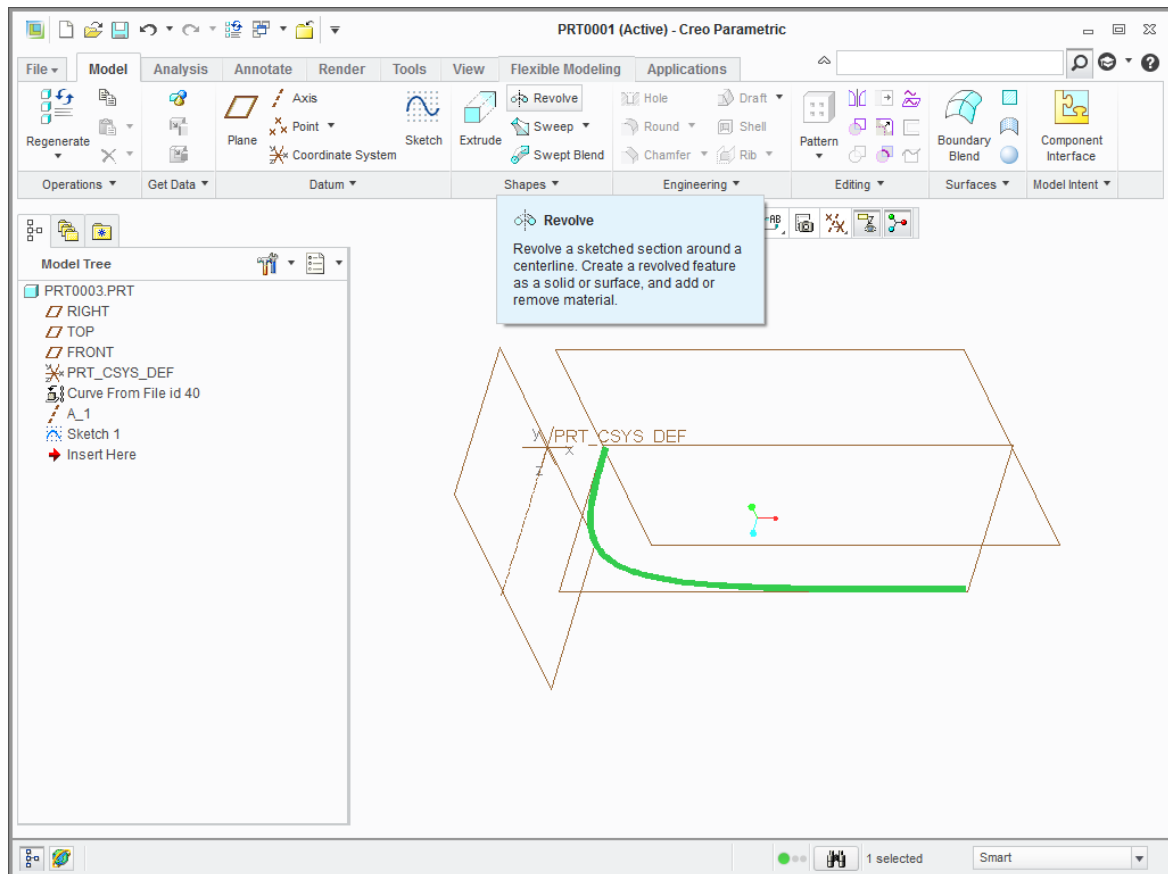 PRT0001 (Active) - Creo Parametric
File Model Analysis Annotate Render Tools View Flexible Modeling Applications
Regenerate
Plane
Axis
Point
Coordinate System
Sketch
Extrude
Revolve
Sweep
Swept Blend
Hole
Round
Chamfer
Draft
Shell
Rib
Pattern
Boundary
Blend
Component
Interface
Operations Get Data Datum Shapes Engineering Editing Surfaces Model Intent
Revolve
Revolve a sketched section around a
centerline. Create a revolved feature
as a solid or surface, and add or
remove material.
AB
Model Tree
PRT0003.PRT
RIGHT
TOP
FRONT
PRT_CSYS_DEF
Curve From File id 40
A_1
Sketch 1
Insert Here
y PRT_CSYS_DEF
x
z
1 selected Smart